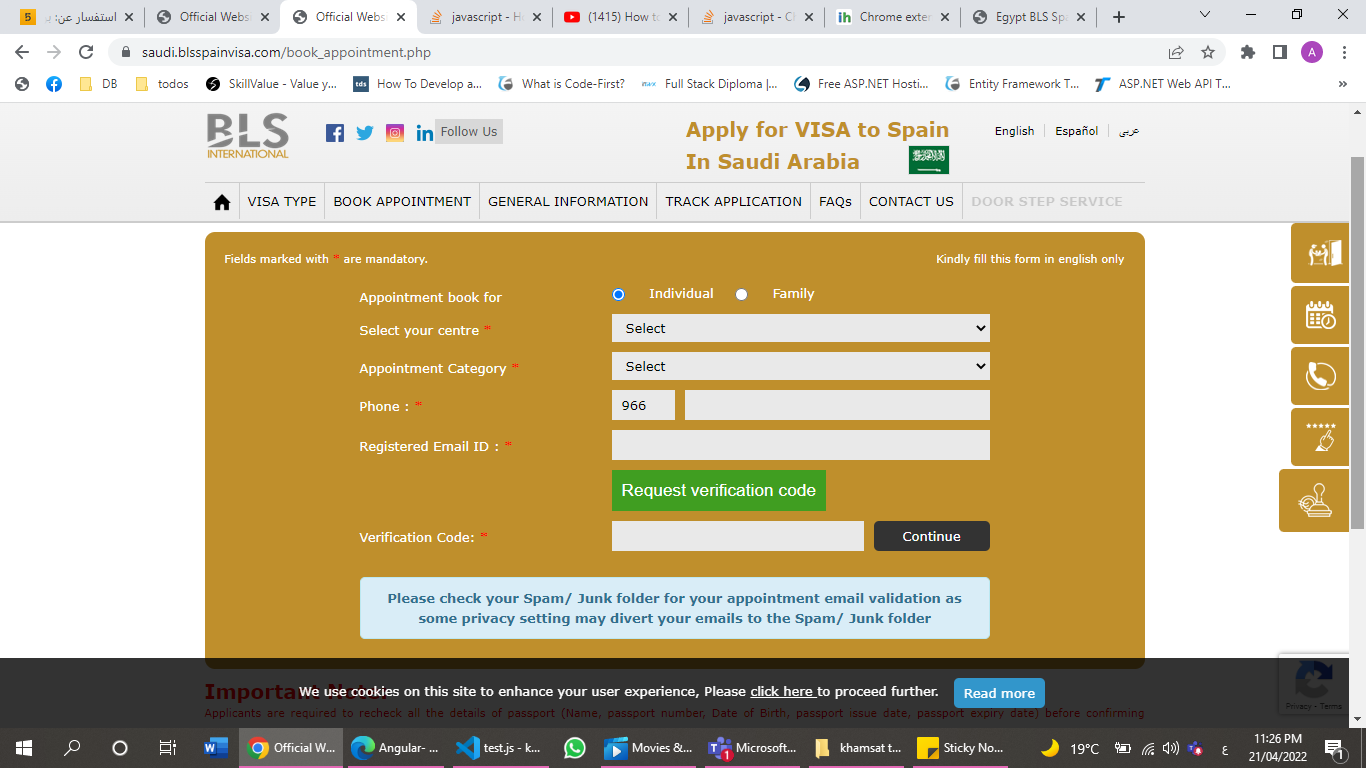 استفسار عن: ب
Official Webs
Official Webs
javascript - H
(1415) How to
javascript - C
Chrome exter
Egypt BLS Spa
saudi.blsspainvisa.com/book_appointment.php
A
DB
todos
SkillValue - Value y...
How To Develop a...
What is Code-First?
Full Stack Diploma |...
Free ASP.NET Hosti...
Entity Framework T...
ASP.NET Web API T...
»
BLS
INTERNATIONAL
Follow Us
Apply for VISA to Spain
In Saudi Arabia
English
Español
عربى
VISA TYPE
BOOK APPOINTMENT
GENERAL INFORMATION
TRACK APPLICATION
FAQs
CONTACT US
DOOR STEP SERVICE
Fields marked with * are mandatory.
Kindly fill this form in english only
Appointment book for
Individual
Family
Select your centre *
Select
Appointment Category *
Select
Phone : *
966
Registered Email ID : *
Request verification code
Verification Code: *
Continue
Please check your Spam/ Junk folder for your appointment email validation as
some privacy setting may divert your emails to the Spam/ Junk folder
Important Note:
We use cookies on this site to enhance your user experience, Please click here to proceed further.
Read more
Applicants are required to recheck all the details of passport (Name, passport number, Date of Birth, passport issue date, passport expiry date) before confirming
Privacy - Terms
Official W...
Angular- ...
test.js - k...
Movies &...
Microsoft...
khamsat t...
Sticky No...
19°C
ع
11:26 PM
21/04/2022